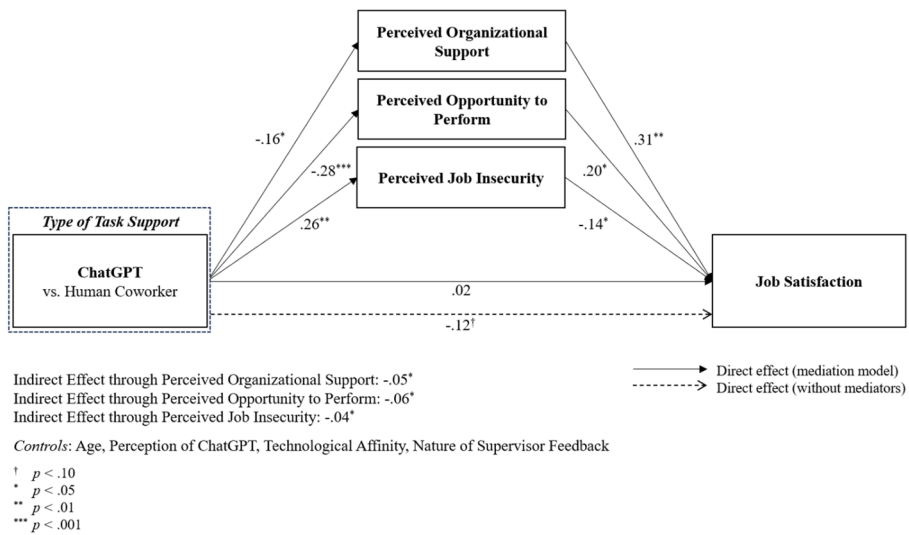 Perceived Organizational
Support
Perceived Opportunity to
Perform
Perceived Job Insecurity
-.16*
-.28***
.26**
.31**
.20*
-.14*
Type of Task Support
ChatGPT
vs. Human Coworker
Job Satisfaction
.02
-.12†
Indirect Effect through Perceived Organizational Support: -.05*
Indirect Effect through Perceived Opportunity to Perform: -.06*
Indirect Effect through Perceived Job Insecurity: -.04*
Direct effect (mediation model)
Direct effect (without mediators)
Controls: Age, Perception of ChatGPT, Technological Affinity, Nature of Supervisor Feedback
† p < .10
* p < .05
** p < .01
*** p < .001